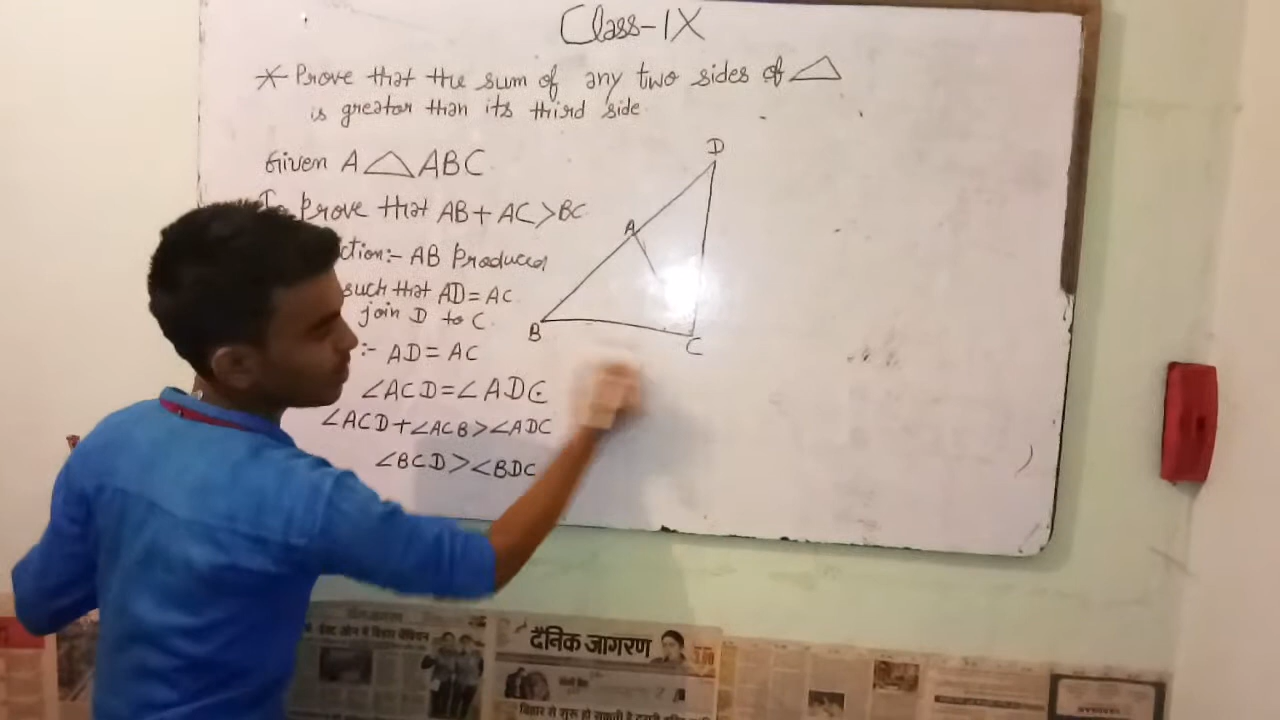 Class-IX
* Prove that the sum of any two sides of △
is greater than its third side
Given A △ ABC
To Prove that AB + AC > BC
ction:- AB Produced
such that AD = AC
join D to C.
:- AD = AC
∠ACD = ∠ADC
∠ACD + ∠ACB > ∠ADC
∠BCD > ∠BDC
D
A
B
C
दैनिक जागरण